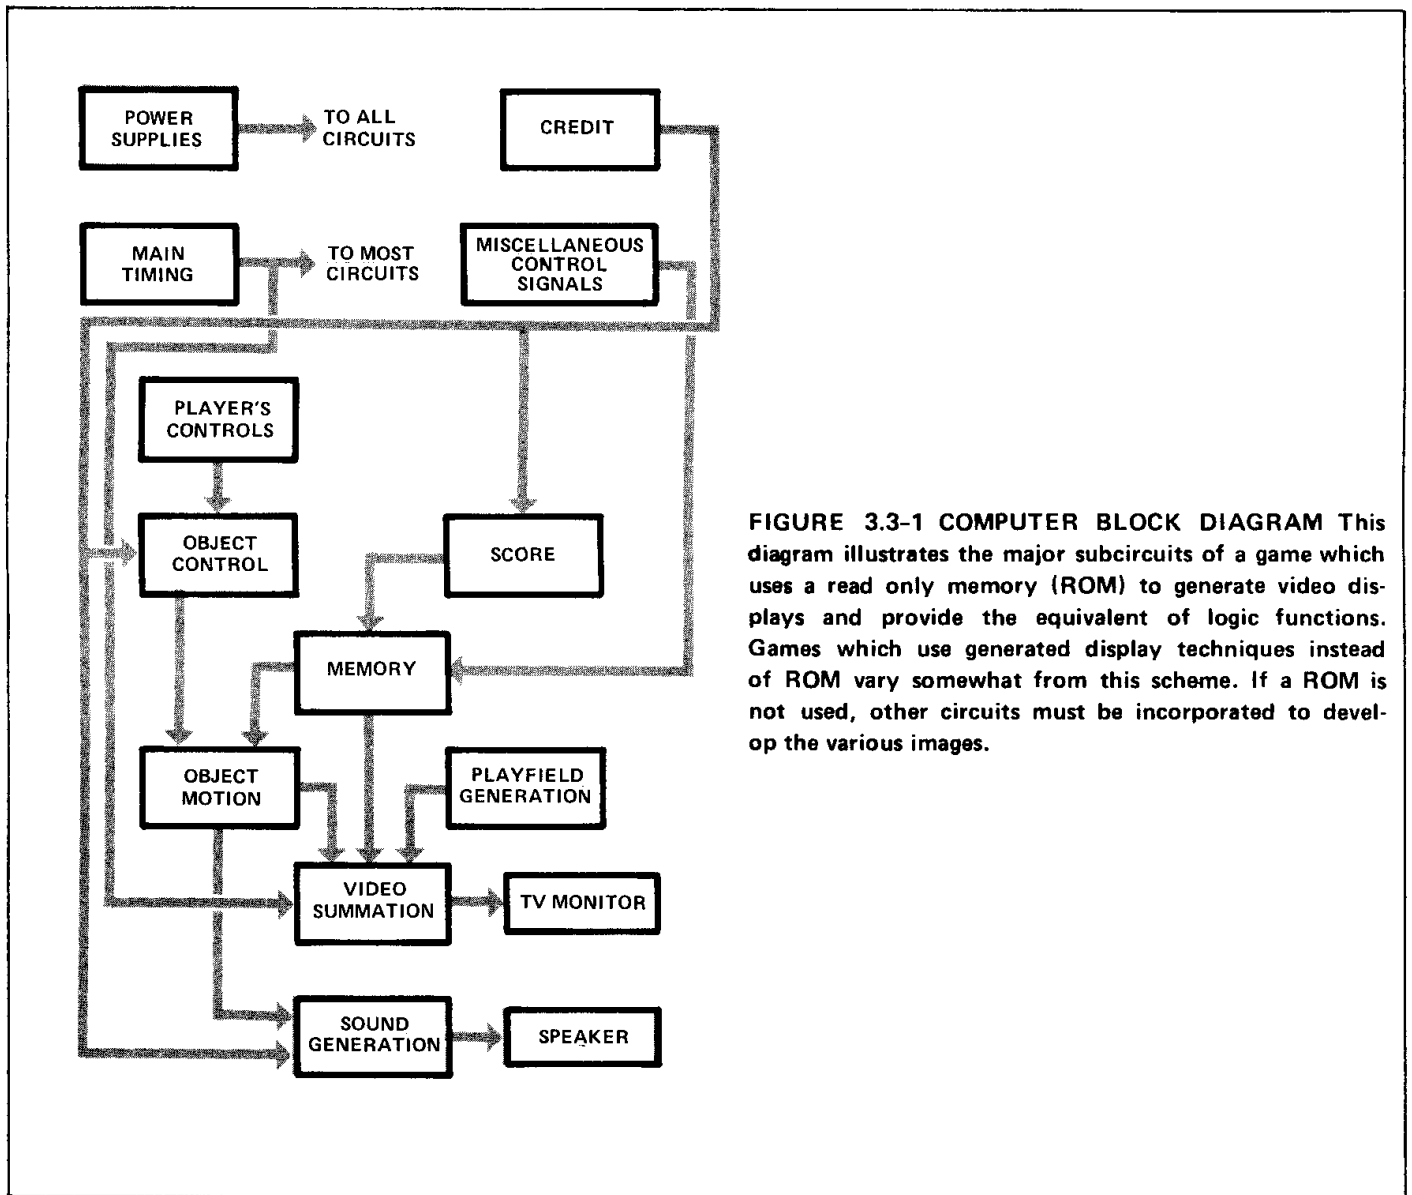 POWER
SUPPLIES
TO ALL
CIRCUITS
CREDIT
MAIN
TIMING
TO MOST
CIRCUITS
MISCELLANEOUS
CONTROL
SIGNALS
PLAYER'S
CONTROLS
OBJECT
CONTROL
SCORE
MEMORY
OBJECT
MOTION
PLAYFIELD
GENERATION
VIDEO
SUMMATION
TV MONITOR
SOUND
GENERATION
SPEAKER
FIGURE 3.3-1 COMPUTER BLOCK DIAGRAM This
diagram illustrates the major subcircuits of a game which
uses a read only memory (ROM) to generate video dis-
plays and provide the equivalent of logic functions.
Games which use generated display techniques instead
of ROM vary somewhat from this scheme. If a ROM is
not used, other circuits must be incorporated to devel-
op the various images.